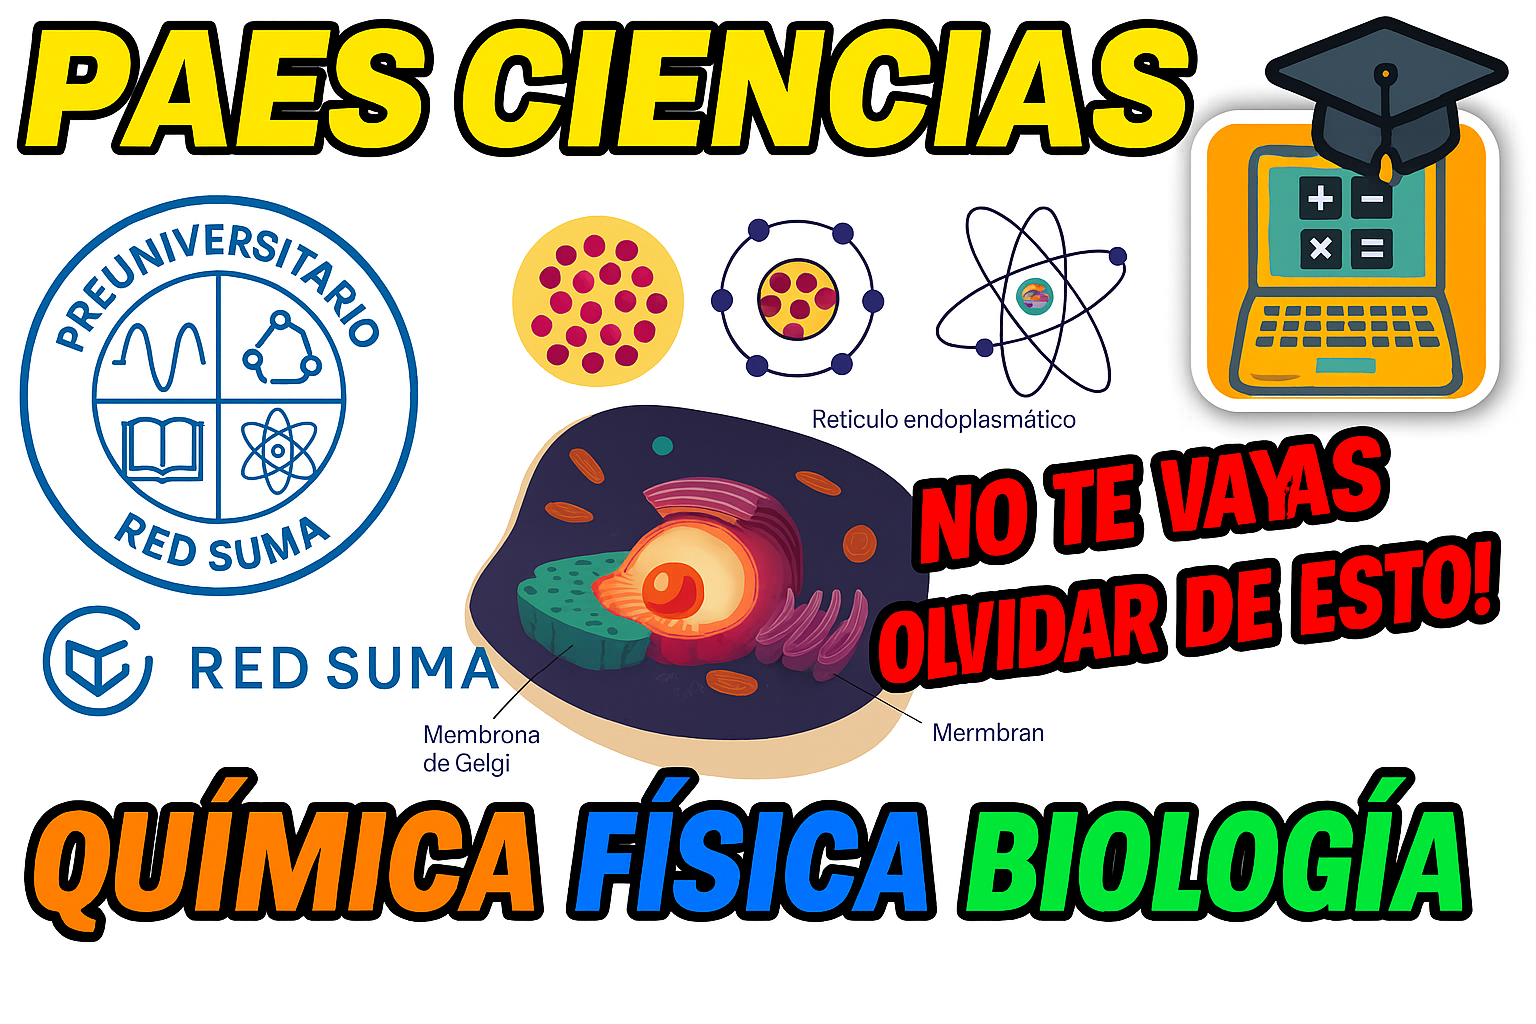 PAES CIENCIAS
PREUNIVERSITARIO
RED SUMA
RED SUMA
Reticulo endoplasmático
NO TE VAYAS
OLVIDAR DE ESTO!
Membrona
de Gelgi
Mermbran
QUÍMICA FÍSICA BIOLOGÍA